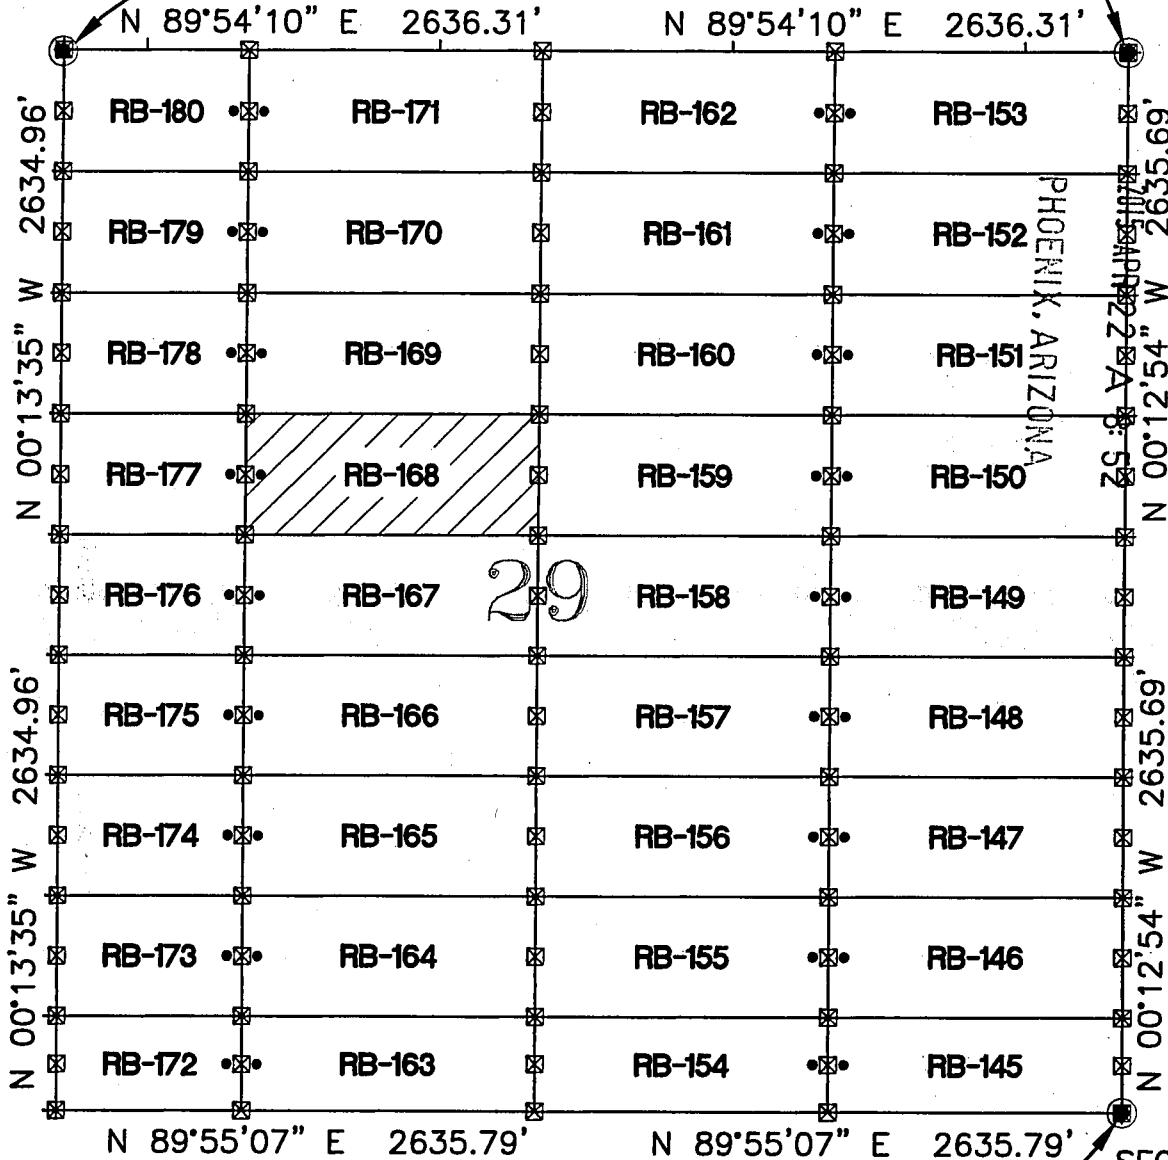 N 89°54'10" E 2636.31' N 89°54'10" E 2636.31'
N 00°13'35" W 2634.96'
N 00°12'54" W 2635.69'
RB-180 RB-171 RB-162 RB-153
RB-179 RB-170 RB-161 RB-152
RB-178 RB-169 RB-160 RB-151
RB-177 RB-168 RB-159 RB-150
2015 APR 22 A 8: 52
PHOENIX, ARIZONA
29
RB-176 RB-167 RB-158 RB-149
RB-175 RB-166 RB-157 RB-148
RB-174 RB-165 RB-156 RB-147
RB-173 RB-164 RB-155 RB-146
RB-172 RB-163 RB-154 RB-145
N 00°13'35" W 2634.96'
N 00°12'54" W 2635.69'
N 89°55'07" E 2635.79' N 89°55'07" E 2635.79'